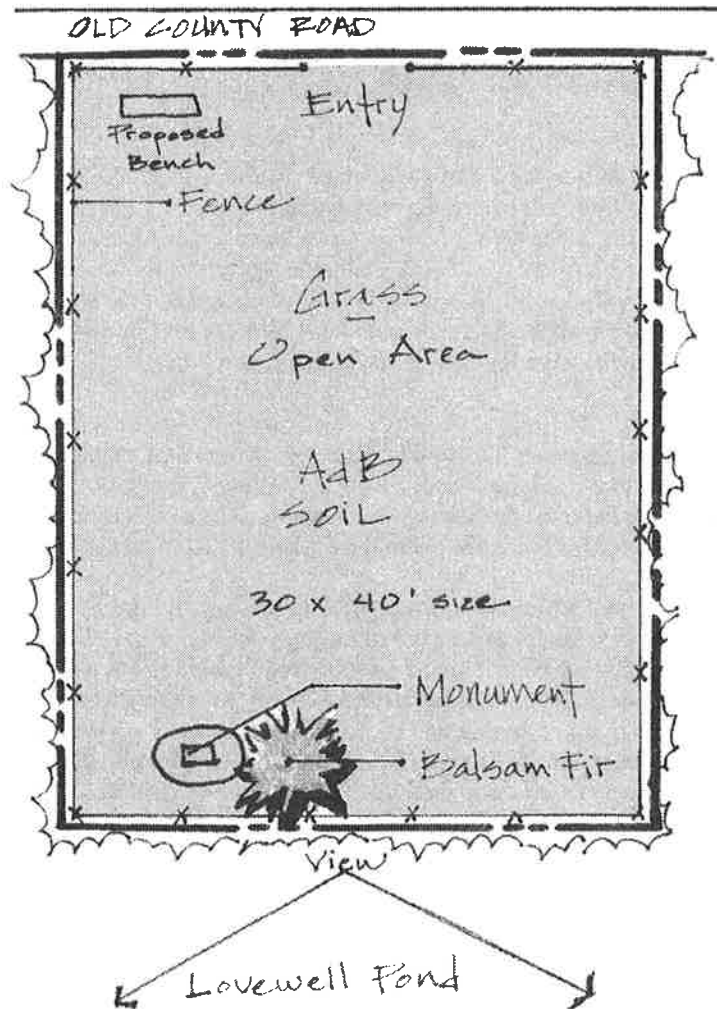 OLD COUNTY ROAD
Entry
Proposed
Bench
Fence
Grass
Open Area
AdB
SOIL
30 x 40' size
Monument
Balsam Fir
View
Lovewell Pond